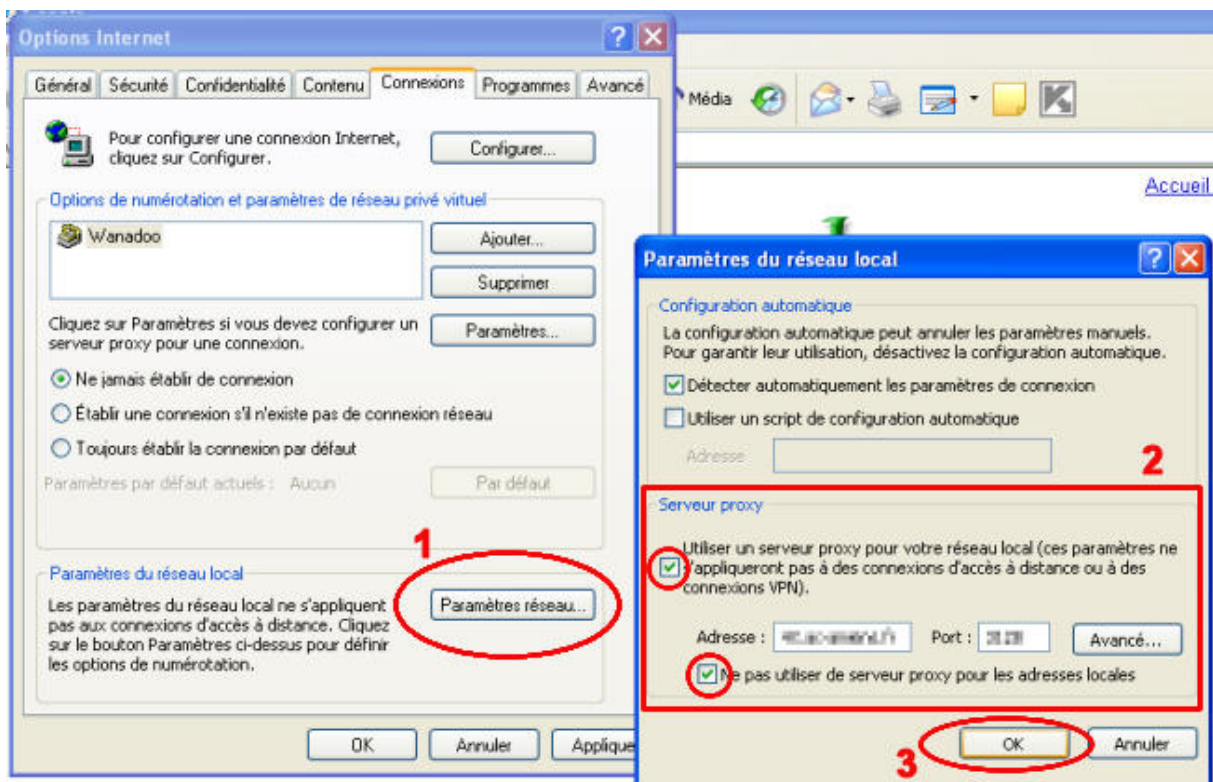 Options Internet
Général Sécurité Confidentialité Contenu Connexions Programmes Avancé
Pour configurer une connexion Internet,
cliquez sur Configurer.
Configurer...
Options de numérotation et paramètres de réseau privé virtuel
Wanadoo
Ajouter...
Supprimer
Cliquez sur Paramètres si vous devez configurer un
serveur proxy pour une connexion.
Paramètres...
Ne jamais établir de connexion
Établir une connexion s'il n'existe pas de connexion réseau
Toujours établir la connexion par défaut
Paramètres par défaut actuels : Aucun
Par défaut
1
Paramètres du réseau local
Les paramètres du réseau local ne s'appliquent
pas aux connexions d'accès à distance. Cliquez
sur le bouton Paramètres ci-dessus pour définir
les options de numérotation.
Paramètres réseau...
OK Annuler Applique
Média
Accueil
Paramètres du réseau local
Configuration automatique
La configuration automatique peut annuler les paramètres manuels.
Pour garantir leur utilisation, désactivez la configuration automatique.
Détecter automatiquement les paramètres de connexion
Utiliser un script de configuration automatique
Adresse
2
Serveur proxy
Utiliser un serveur proxy pour votre réseau local (ces paramètres ne
s'appliqueront pas à des connexions d'accès à distance ou à des
connexions VPN).
Adresse : Port : Avancé...
Ne pas utiliser de serveur proxy pour les adresses locales
3
OK Annuler